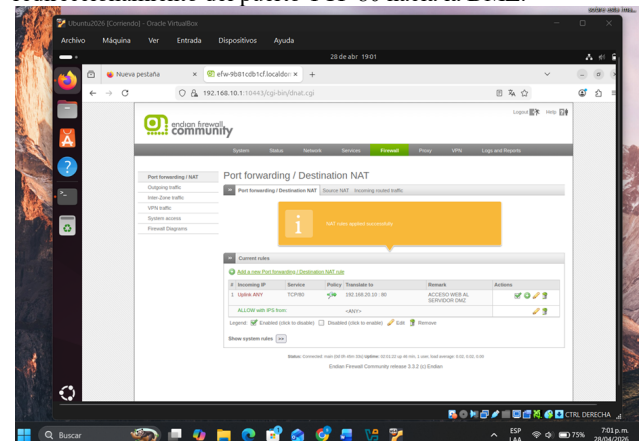 redireccionamiento del puerto TCP 80 hacia la DMZ.
Ubuntu2026 [Corriendo] - Oracle VirtualBox
Archivo Máquina Ver Entrada Dispositivos Ayuda
28 de abr 19:01
Nueva pestaña × efw-9b81cdb1cf.localdo × +
192.168.10.1:10443/cgi-bin/dnat.cgi
Logout Help
endian firewall
community
System Status Network Services Firewall Proxy VPN Logs and Reports
Port forwarding / NAT
Outgoing traffic
Inter-Zone traffic
VPN traffic
System access
Firewall Diagrams
Port forwarding / Destination NAT
Port forwarding / Destination NAT Source NAT Incoming routed traffic
NAT rules applied successfully
Current rules
Add a new Port forwarding / Destination NAT rule
# Incoming IP Service Policy Translate to Remark Actions
1 Uplink ANY TCP/80 192.168.20.10 : 80 ACCESO WEB AL SERVIDOR DMZ
ALLOW with IPS from: <ANY>
Legend: Enabled (click to disable) Disabled (click to enable) Edit Remove
Show system rules >>
Endian Firewall Community release 3.3.2 (c) Endian
CTRL DERECHA
Buscar
ESP
LAA
75%
7:01 p.m.
28/04/2026